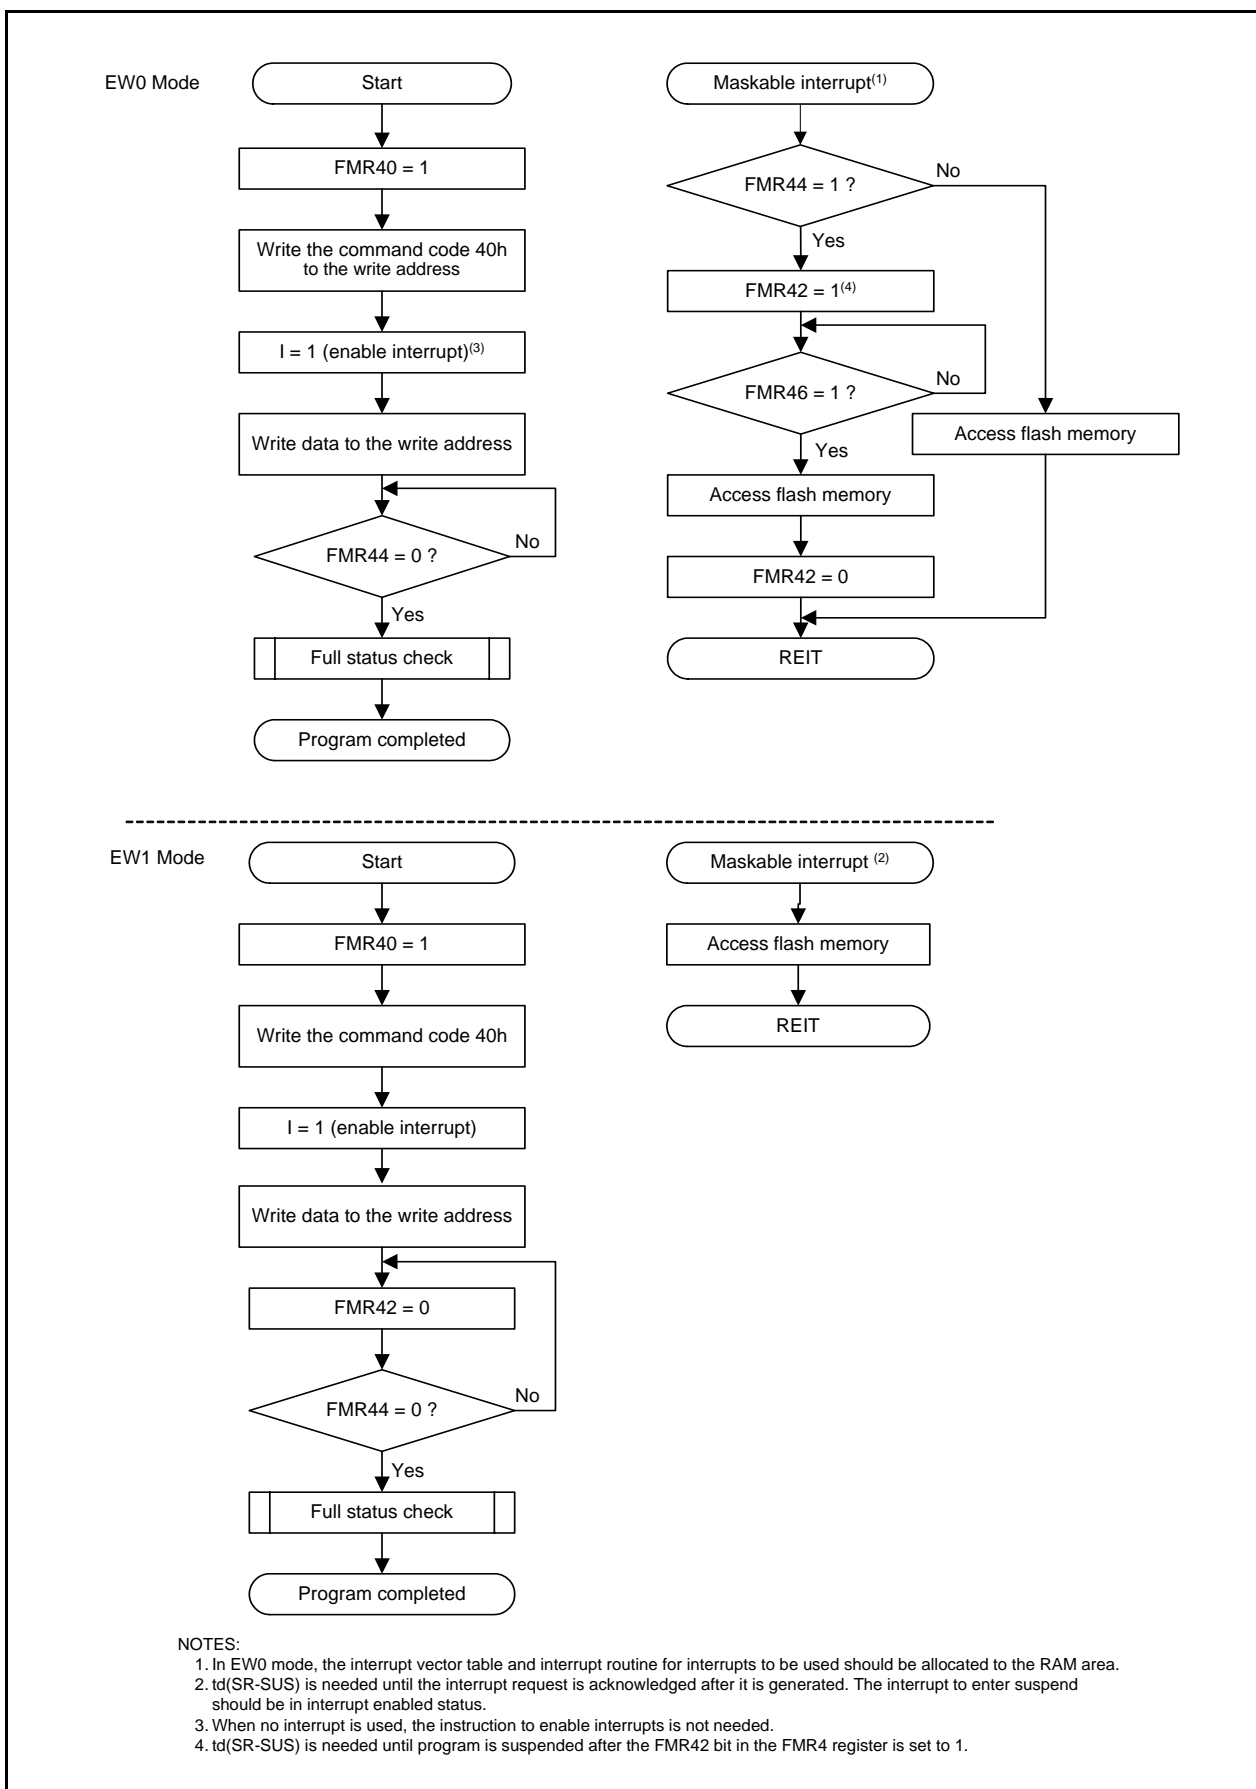 EW0 Mode
Start
FMR40 = 1
Write the command code 40h
to the write address
I = 1 (enable interrupt)(3)
Write data to the write address
FMR44 = 0 ?
No
Yes
Full status check
Program completed
Maskable interrupt(1)
FMR44 = 1 ?
No
Yes
FMR42 = 1(4)
FMR46 = 1 ?
No
Yes
Access flash memory
Access flash memory
FMR42 = 0
REIT
EW1 Mode
Start
FMR40 = 1
Write the command code 40h
I = 1 (enable interrupt)
Write data to the write address
FMR42 = 0
FMR44 = 0 ?
No
Yes
Full status check
Program completed
Maskable interrupt (2)
Access flash memory
REIT
NOTES:
1. In EW0 mode, the interrupt vector table and interrupt routine for interrupts to be used should be allocated to the RAM area.
2. td(SR-SUS) is needed until the interrupt request is acknowledged after it is generated. The interrupt to enter suspend
should be in interrupt enabled status.
3. When no interrupt is used, the instruction to enable interrupts is not needed.
4. td(SR-SUS) is needed until program is suspended after the FMR42 bit in the FMR4 register is set to 1.